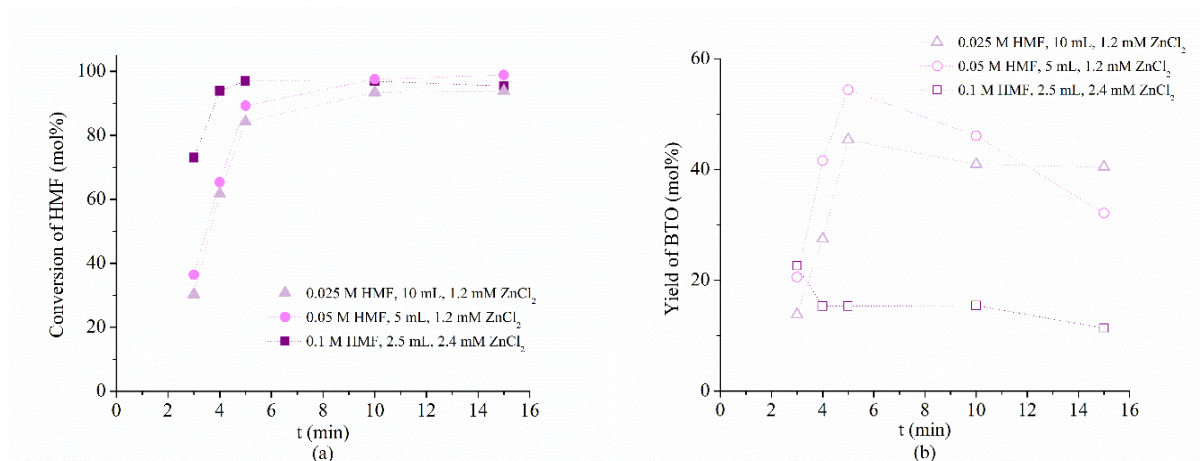 100
80
60
40
20
0
Conversion of HMF (mol%)
0.025 M HMF, 10 mL, 1.2 mM ZnCl₂
0.05 M HMF, 5 mL, 1.2 mM ZnCl₂
0.1 M HMF, 2.5 mL, 2.4 mM ZnCl₂
0 2 4 6 8 10 12 14 16
t (min)
(a)
0.025 M HMF, 10 mL, 1.2 mM ZnCl₂
0.05 M HMF, 5 mL, 1.2 mM ZnCl₂
0.1 M HMF, 2.5 mL, 2.4 mM ZnCl₂
60
40
20
0
Yield of BTO (mol%)
0 2 4 6 8 10 12 14 16
t (min)
(b)